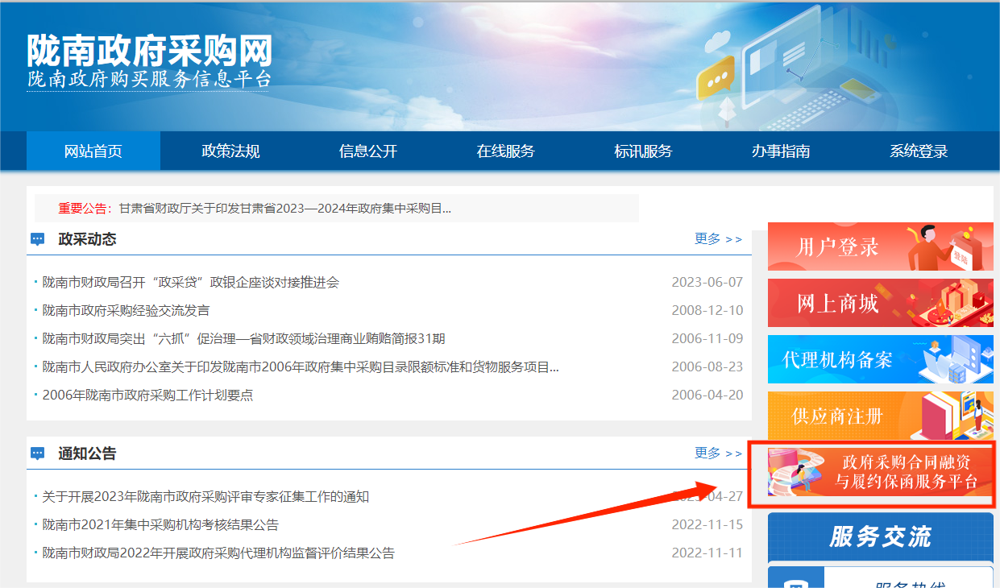 陇南政府采购网
陇南政府购买服务信息平台
网站首页 政策法规 信息公开 在线服务 标讯服务 办事指南 系统登录
重要公告：甘肃省财政厅关于印发甘肃省2023—2024年政府集中采购目...
政采动态 更多 >>
陇南市财政局召开“政采贷”政银企座谈对接推进会 2023-06-07
陇南市政府采购经验交流发言 2008-12-10
陇南市财政局突出“六抓”促治理—省财政领域治理商业贿赂简报31期 2006-11-09
陇南市人民政府办公室关于印发陇南市2006年政府集中采购目录限额标准和货物服务项目... 2006-08-23
2006年陇南市政府采购工作计划要点 2006-04-20
通知公告 更多 >>
关于开展2023年陇南市政府采购评审专家征集工作的通知 2023-04-27
陇南市2021年集中采购机构考核结果公告 2022-11-15
陇南市财政局2022年开展政府采购代理机构监督评价结果公告 2022-11-11
用户登录
登陆
网上商城
代理机构备案
供应商注册
政府采购合同融资
与履约保函服务平台
服务交流
服务热线